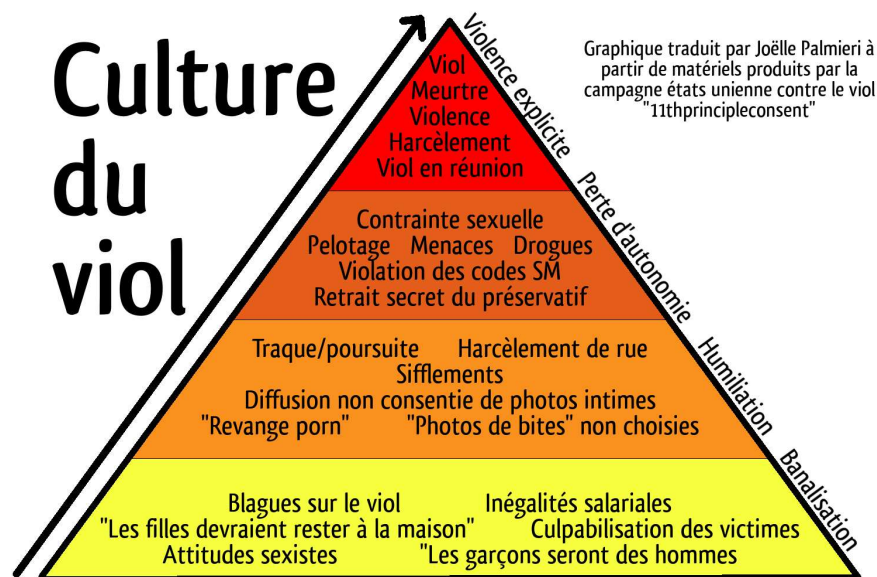 Culture
du
viol
Graphique traduit par Joëlle Palmieri à
partir de matériels produits par la
campagne états unienne contre le viol
"11thprincipleconsent"
Violence explicite
Viol
Meurtre
Violence
Harcèlement
Viol en réunion
Perte d'autonomie
Contrainte sexuelle
Pelotage Menaces Drogues
Violation des codes SM
Retrait secret du préservatif
Humiliation
Traque/poursuite Harcèlement de rue
Sifflements
Diffusion non consentie de photos intimes
"Revange porn" "Photos de bites" non choisies
Banalisation
Blagues sur le viol Inégalités salariales
"Les filles devraient rester à la maison" Culpabilisation des victimes
Attitudes sexistes "Les garçons seront des hommes